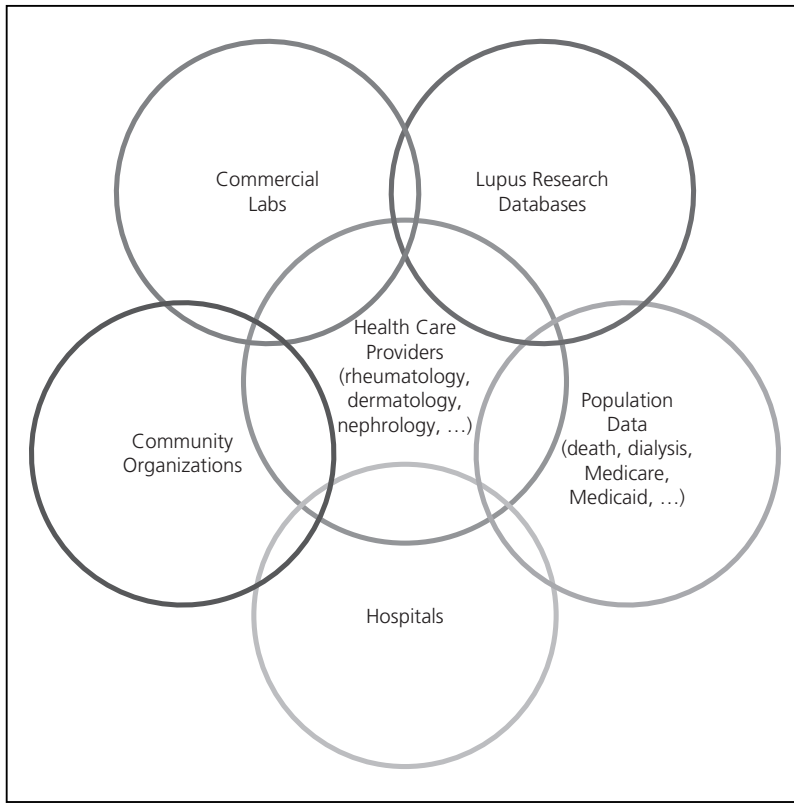 Commercial
Labs
Lupus Research
Databases
Health Care
Providers
(rheumatology,
dermatology,
nephrology, …)
Community
Organizations
Population
Data
(death, dialysis,
Medicare,
Medicaid, …)
Hospitals